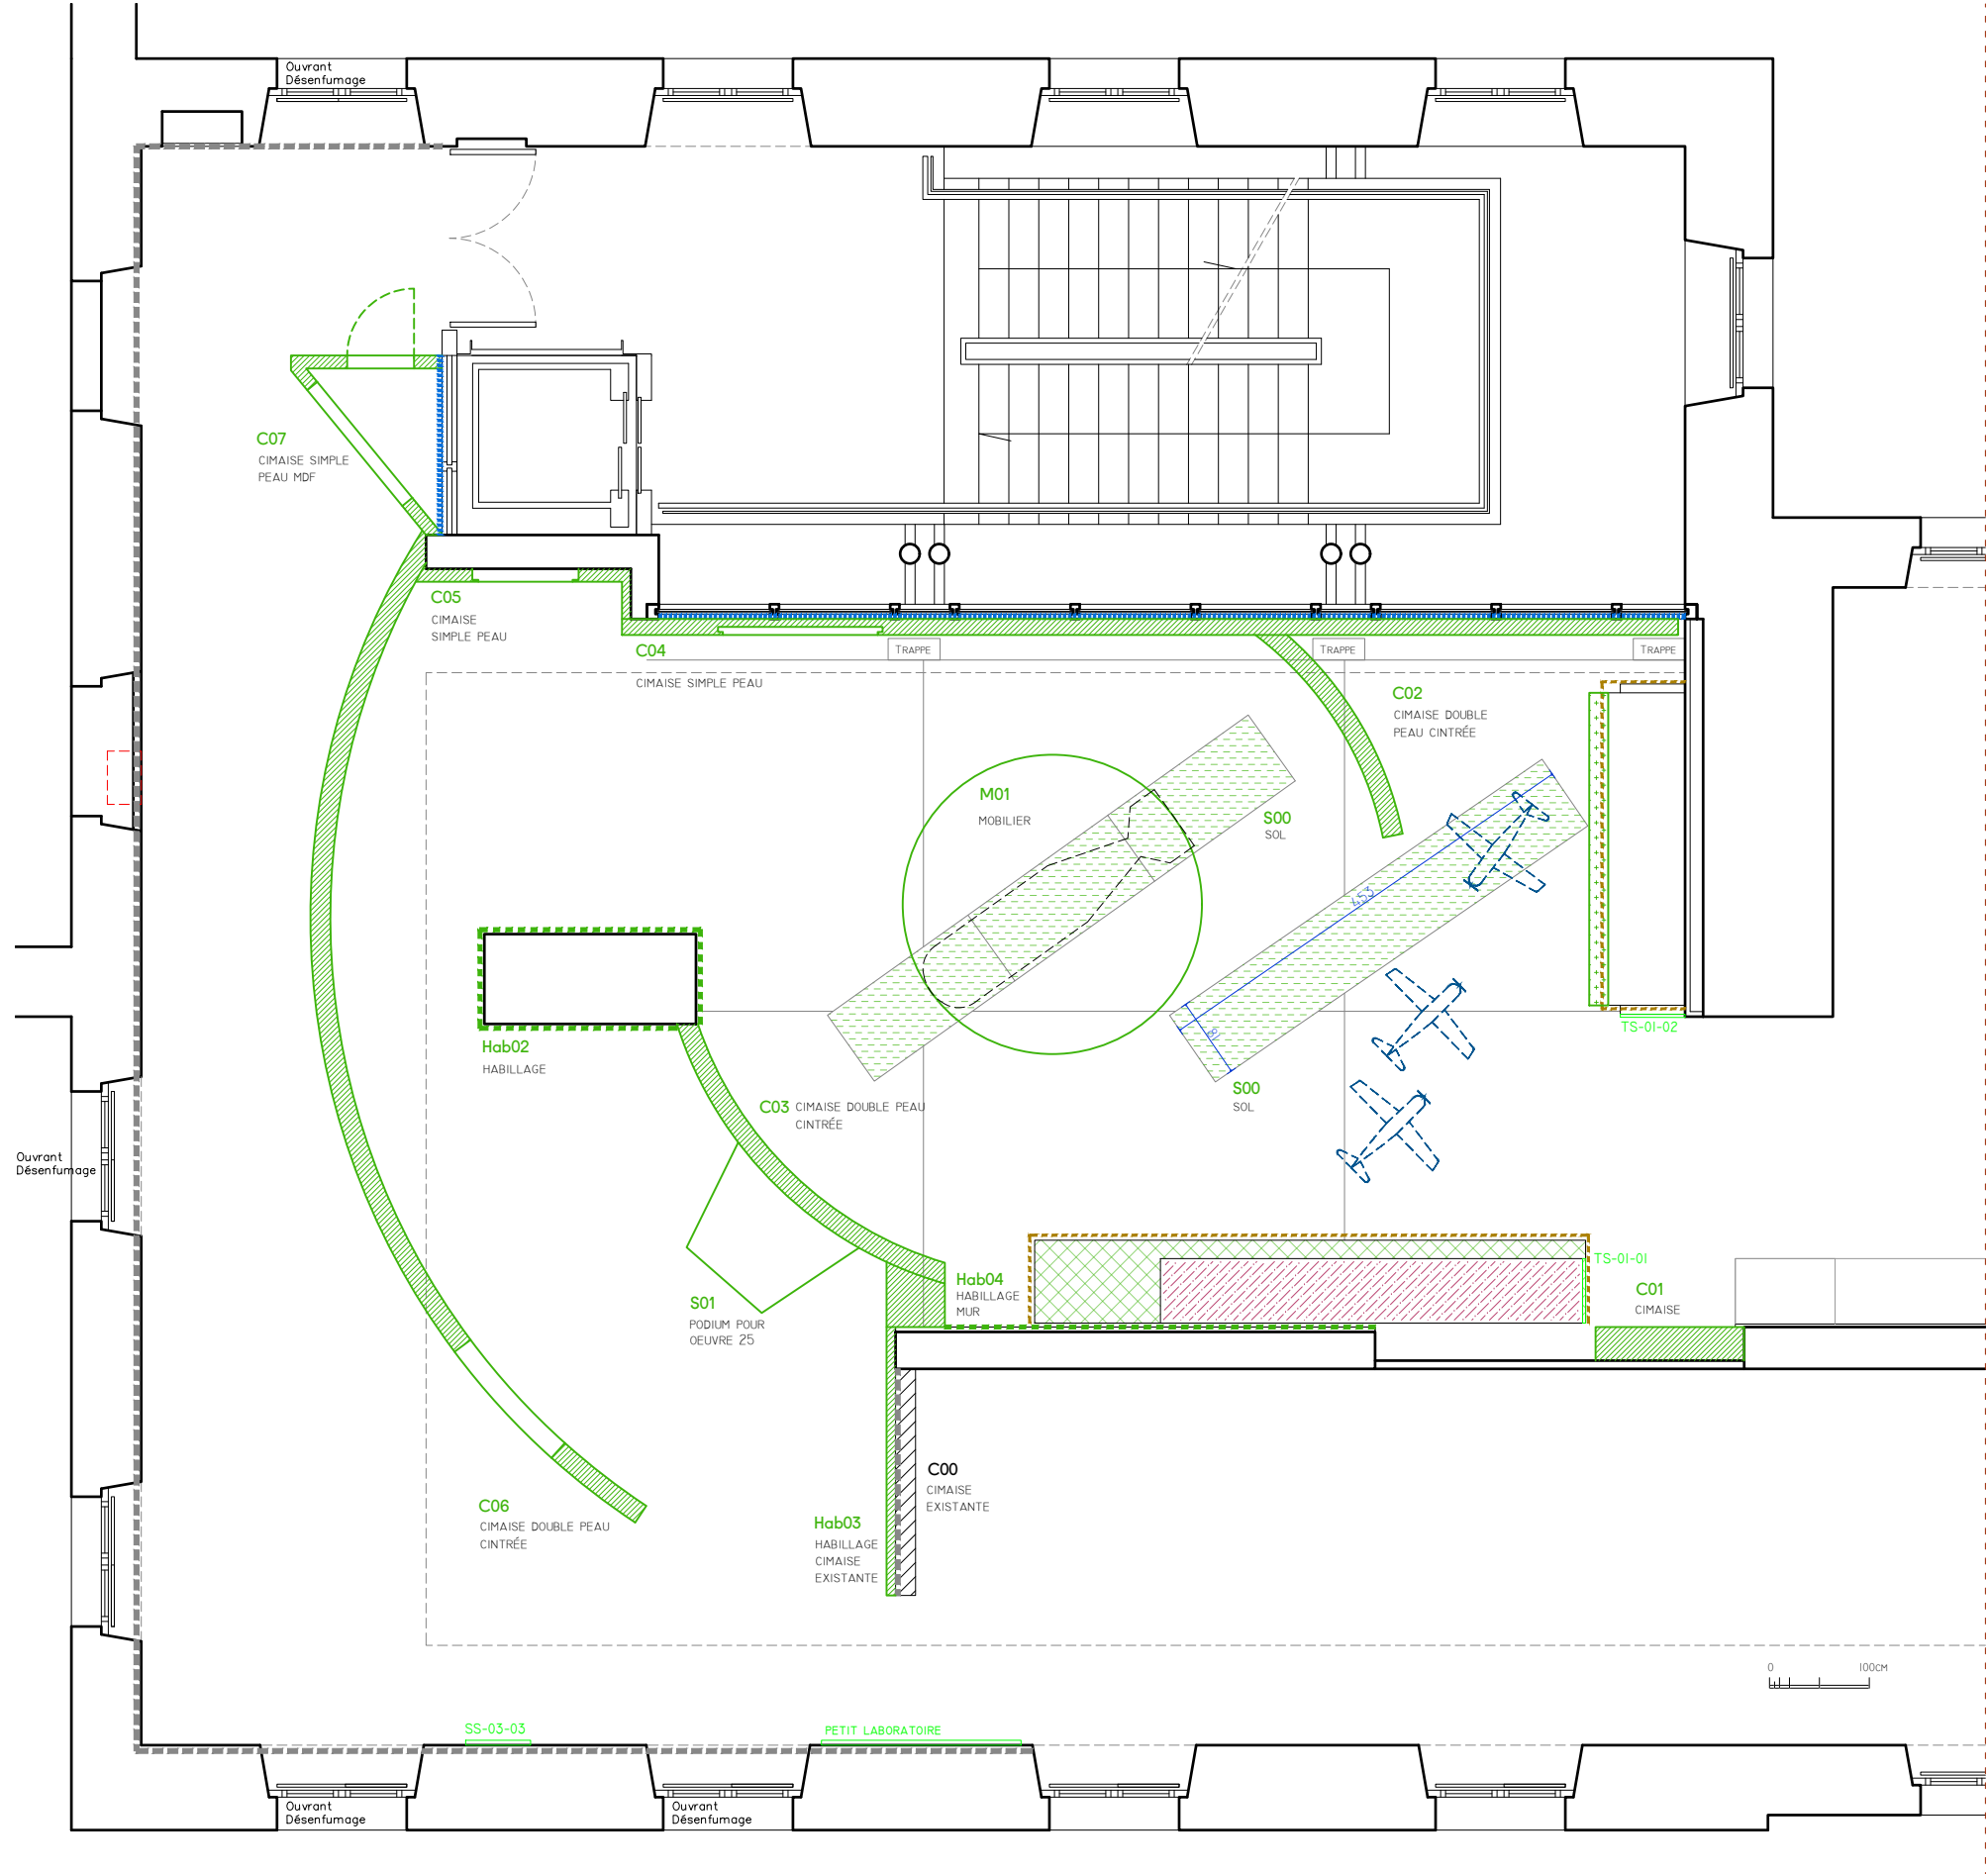 Ouvrant
Désenfumage
C07
CIMAISE SIMPLE
PEAU MDF
C05
CIMAISE
SIMPLE PEAU
C04
CIMAISE SIMPLE PEAU
TRAPPE
TRAPPE
TRAPPE
C02
CIMAISE DOUBLE
PEAU CINTRÉE
M01
MOBILIER
S00
SOL
453
81
TS-01-02
Hab02
HABILLAGE
S00
SOL
C03 CIMAISE DOUBLE PEAU
CINTRÉE
Ouvrant
Désenfumage
TS-01-01
Hab04
HABILLAGE
MUR
C01
CIMAISE
S01
PODIUM POUR
OEUVRE 25
C00
CIMAISE
EXISTANTE
C06
CIMAISE DOUBLE PEAU
CINTRÉE
Hab03
HABILLAGE
CIMAISE
EXISTANTE
0 100CM
SS-03-03
PETIT LABORATOIRE
Ouvrant
Désenfumage
Ouvrant
Désenfumage